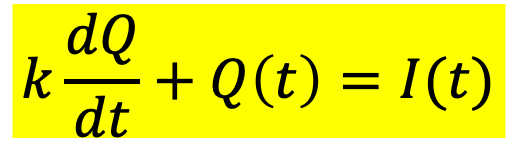 k dQ/dt + Q(t) = I(t)